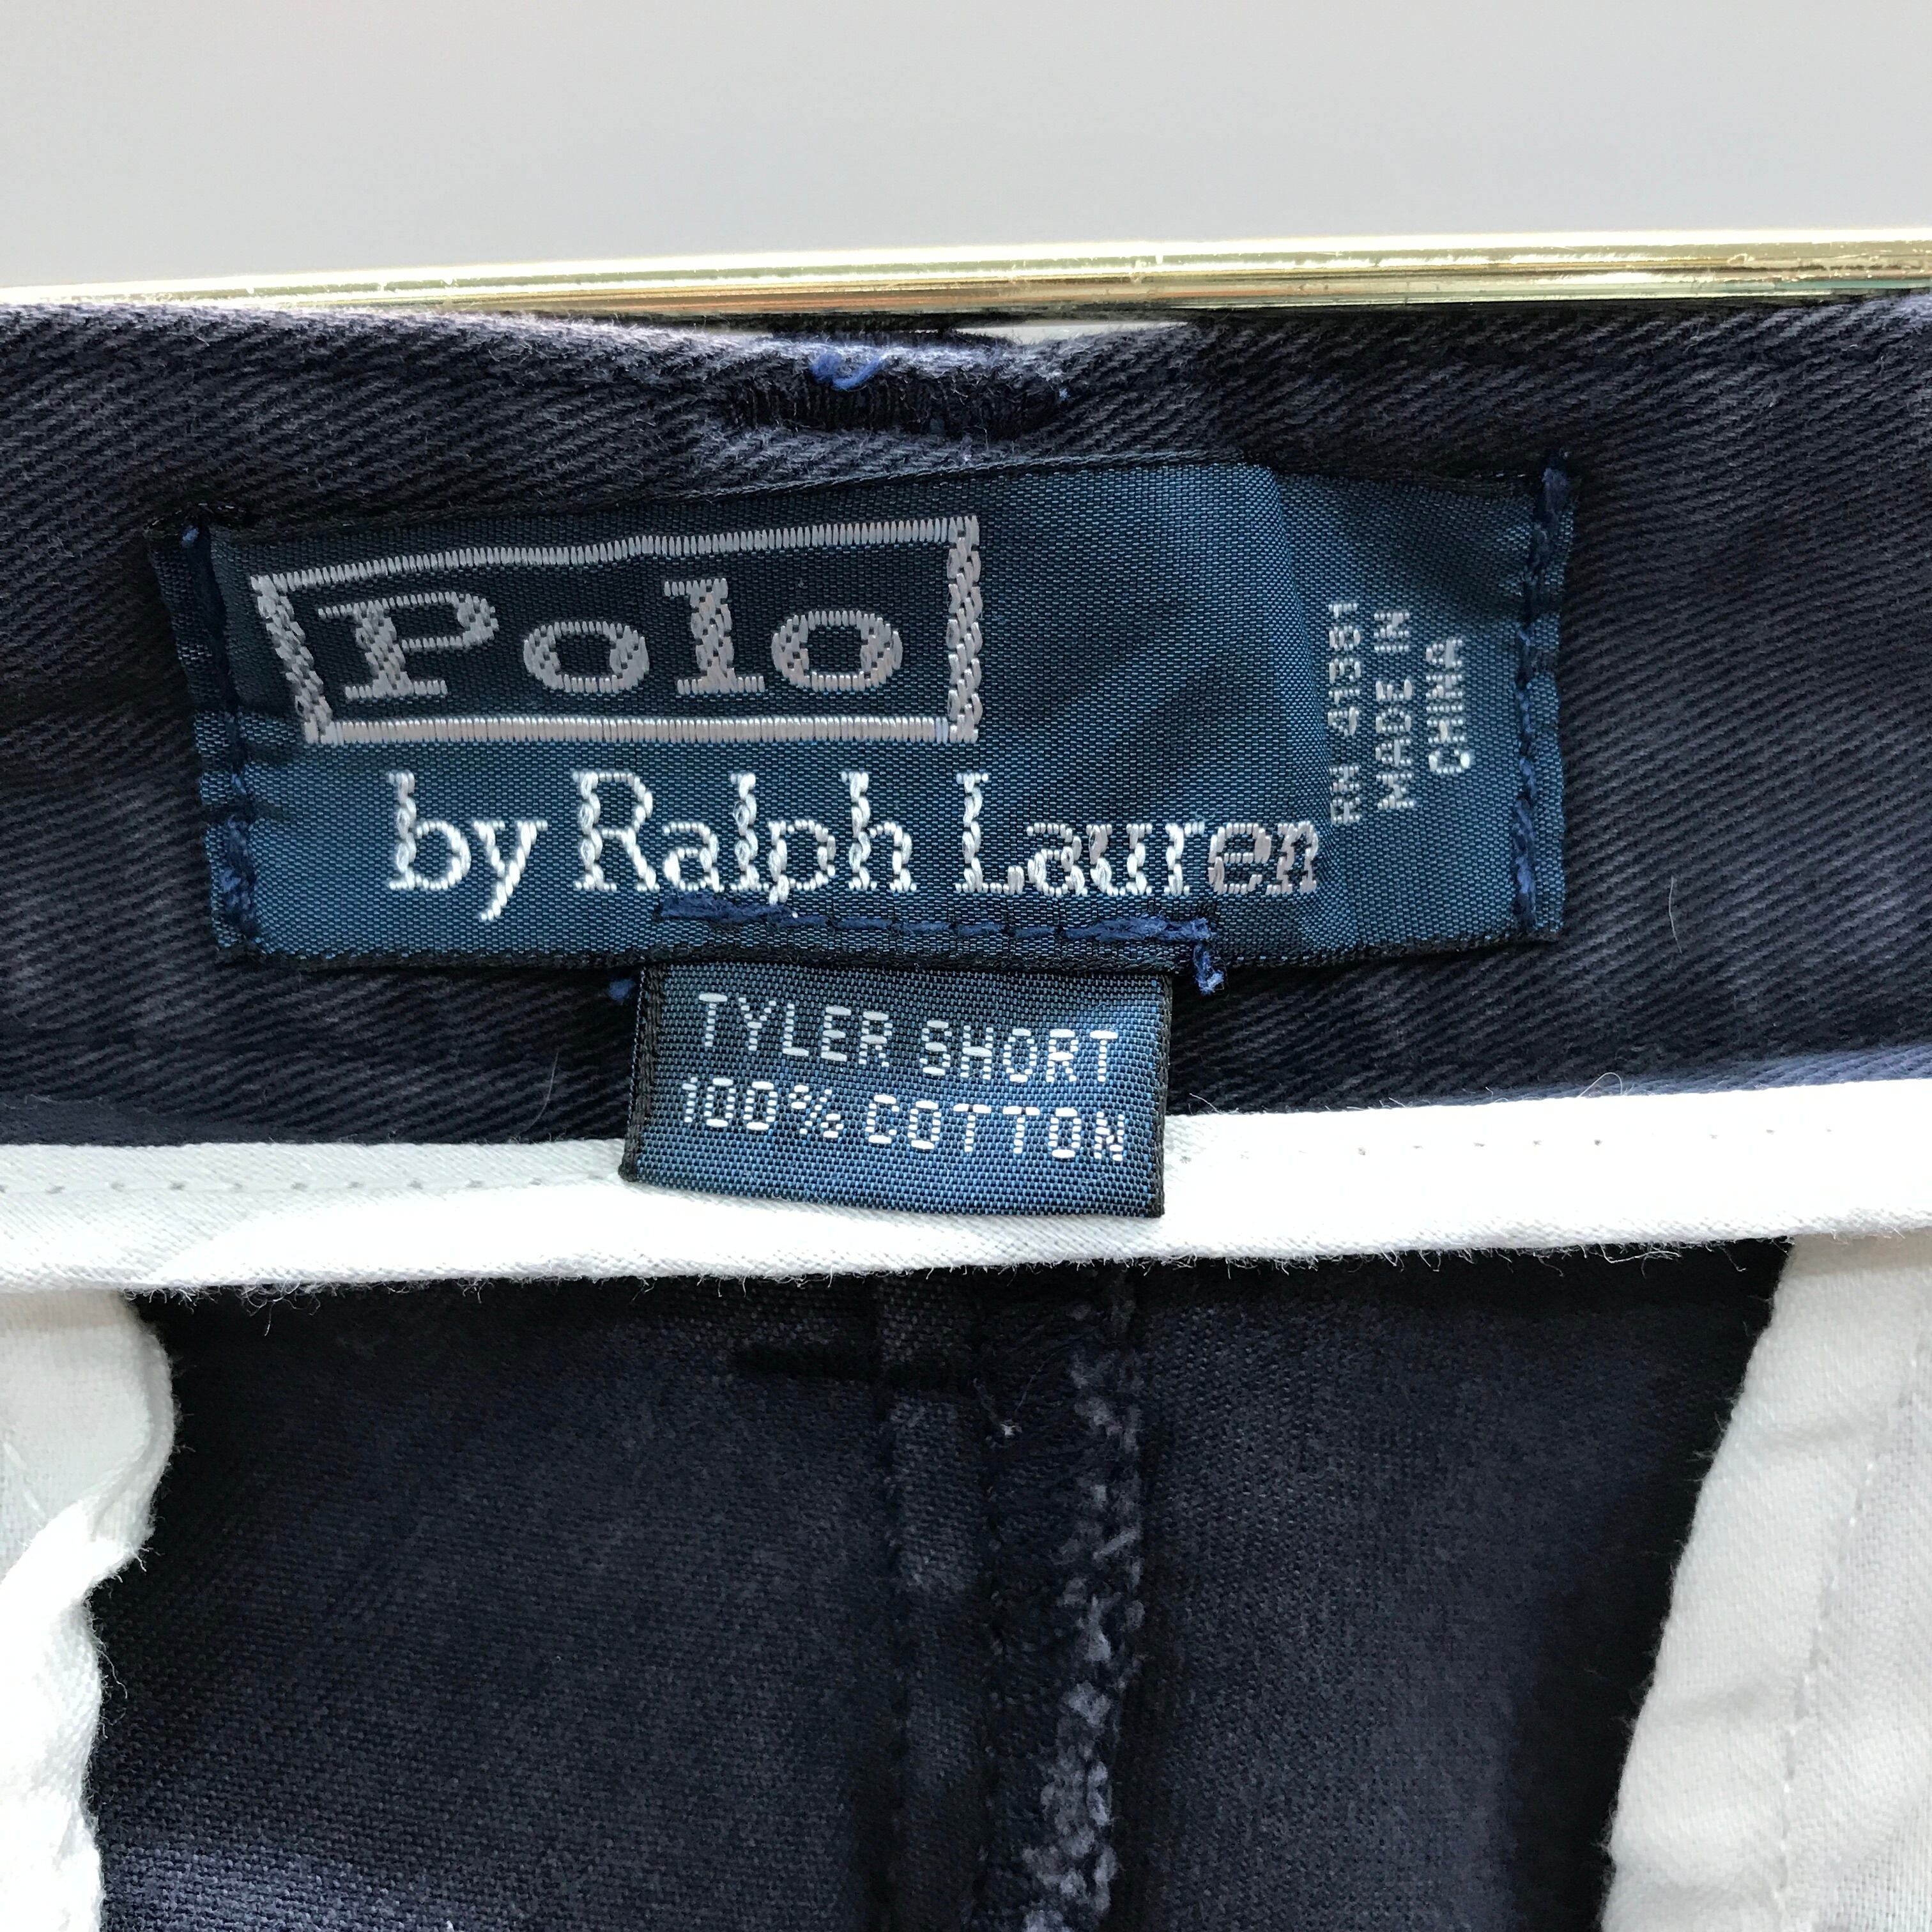 Polo
by Ralph Lauren
RN 41381
MADE IN
CHINA
TYLER SHORT
100% COTTON